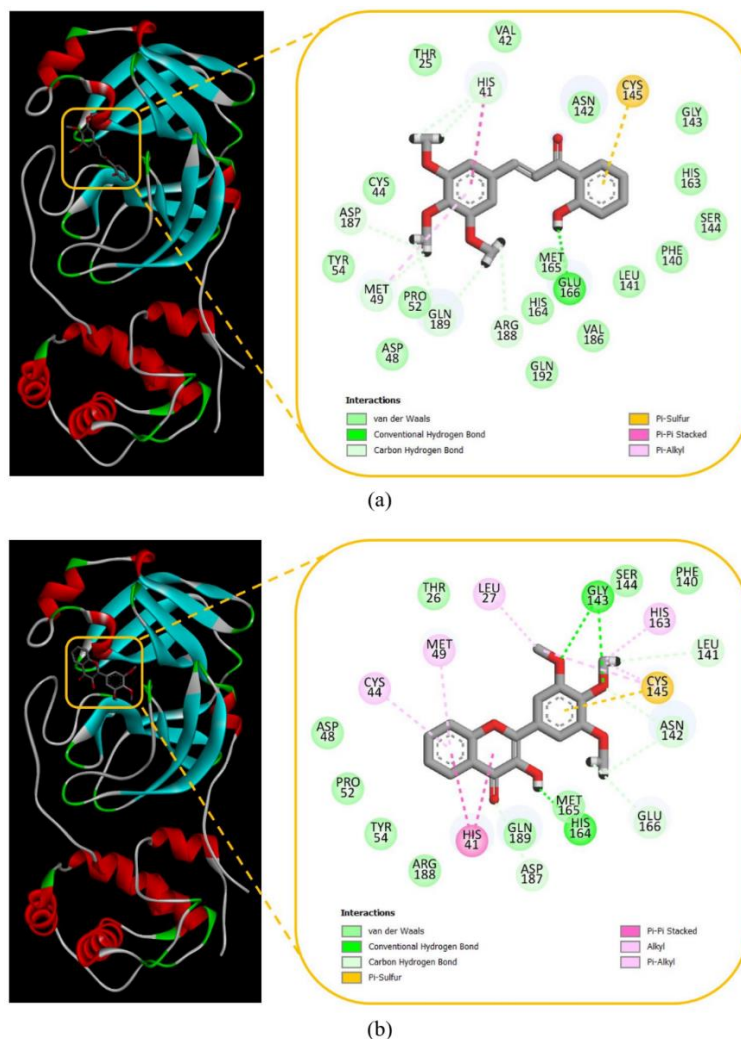 VAL
42
THR
25
HIS
41
CYS
145
ASN
142
GLY
143
HIS
163
SER
144
CYS
44
ASP
187
TYR
54
MET
49
PRO
52
GLN
189
ASP
48
ARG
188
MET
165
GLU
166
HIS
164
LEU
141
PHE
140
VAL
186
GLN
192
Interactions
van der Waals
Conventional Hydrogen Bond
Carbon Hydrogen Bond
Pi-Sulfur
Pi-Pi Stacked
Pi-Alkyl
(a)
THR
26
LEU
27
GLY
143
SER
144
PHE
140
HIS
163
MET
49
LEU
141
CYS
44
CYS
145
ASN
142
ASP
48
PRO
52
TYR
54
ARG
188
HIS
41
GLN
189
ASP
187
MET
165
HIS
164
GLU
166
Interactions
van der Waals
Conventional Hydrogen Bond
Carbon Hydrogen Bond
Pi-Sulfur
Pi-Pi Stacked
Alkyl
Pi-Alkyl
(b)